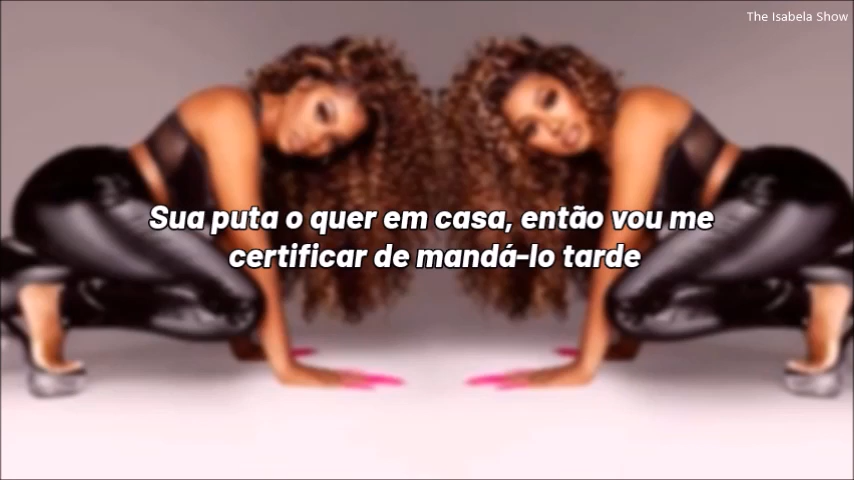 The Isabela Show
Sua puta o quer em casa, então vou me
certificar de mandá-lo tarde